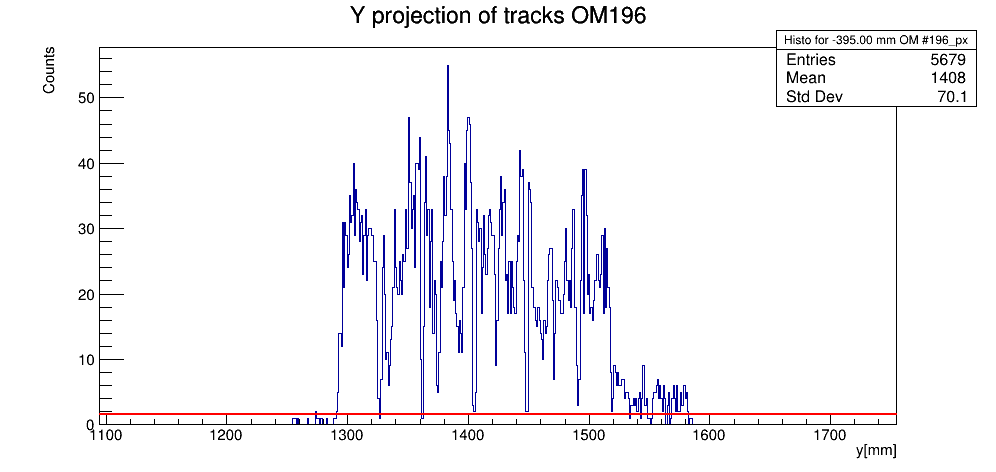 Y projection of tracks OM196
Histo for -395.00 mm OM #196_px
Entries 5679
Mean 1408
Std Dev 70.1
Counts
50
40
30
20
10
0
1100 1200 1300 1400 1500 1600 1700
y[mm]